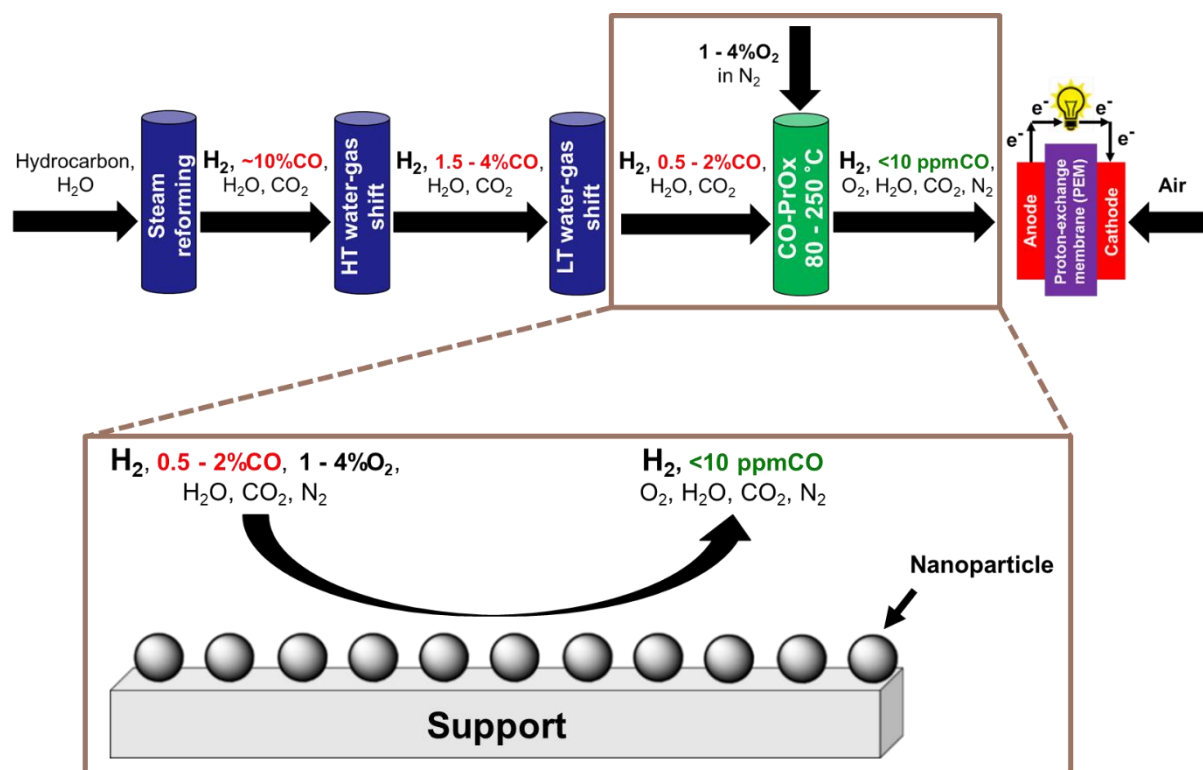 1 - 4%O₂
in N₂
Hydrocarbon,
H₂O
Steam
reforming
H₂, ~10%CO,
H₂O, CO₂
HT water-gas
shift
H₂, 1.5 - 4%CO,
H₂O, CO₂
LT water-gas
shift
H₂, 0.5 - 2%CO,
H₂O, CO₂
CO-PrOx
80 - 250 °C
H₂, <10 ppmCO,
O₂, H₂O, CO₂, N₂
e⁻
e⁻
e⁻
e⁻
Anode
Proton-exchange
membrane (PEM)
Cathode
Air
H₂, 0.5 - 2%CO, 1 - 4%O₂,
H₂O, CO₂, N₂
H₂, <10 ppmCO
O₂, H₂O, CO₂, N₂
Nanoparticle
Support